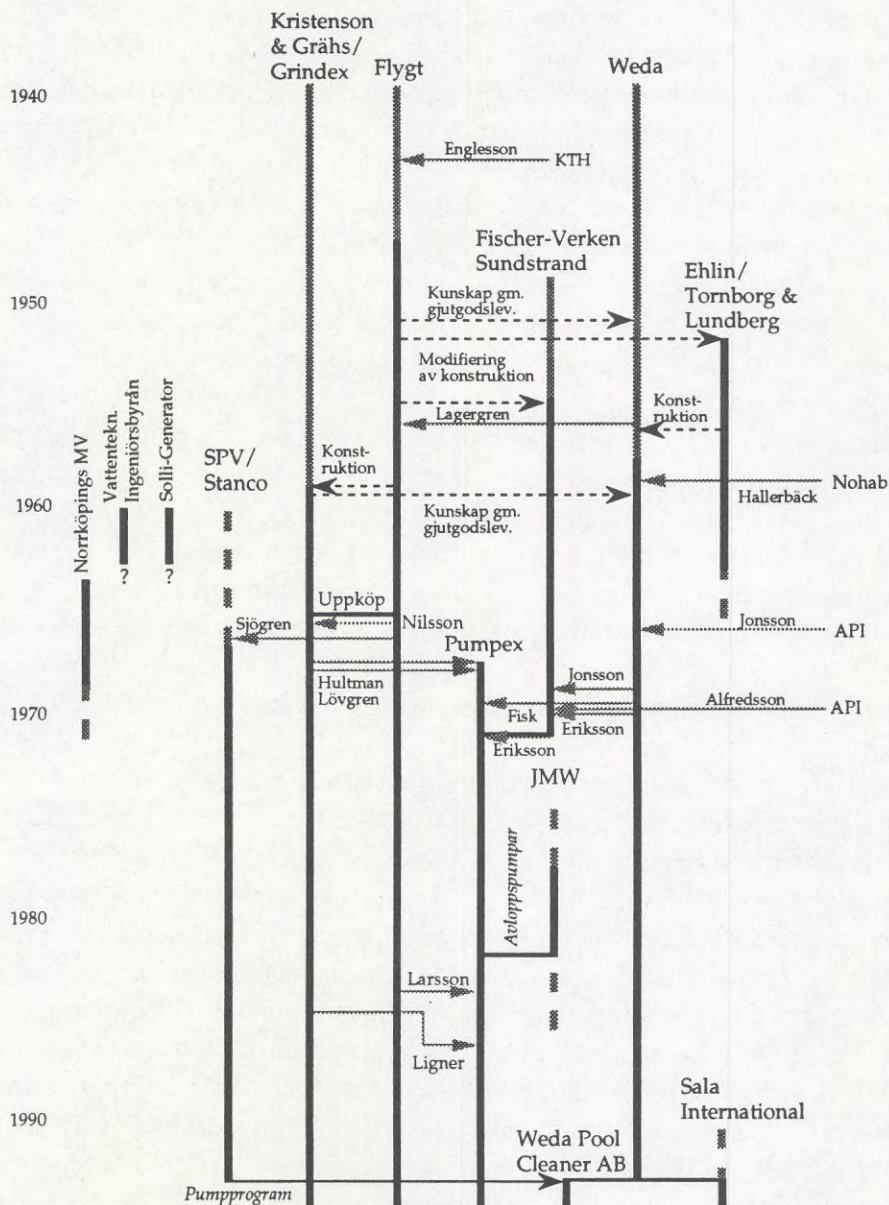 Kristenson
& Grähs/
Grindex
Flygt
Weda
1940
Englesson
KTH
Fischer-Verken
Sundstrand
Ehlin/
Tornborg &
Lundberg
1950
Kunskap gm.
gjutgodslev.
Modifiering
av konstruktion
Lagergren
Konst-
ruktion
Norrköpings MV
Vattentekn.
Ingeniörsbyrån
Solli-Generator
SPV/
Stanco
Konst-
ruktion
Nohab
Hallerbäck
1960
Kunskap gm.
gjutgodslev.
?
?
Uppköp
Sjögren
Nilsson
Jonsson
API
Pumpex
Hultman
Lövgren
Jonsson
Alfredsson
API
1970
Fisk
Eriksson
Eriksson
JMW
Avloppspumpar
1980
Larsson
Ligner
Sala
International
1990
Weda Pool
Cleaner AB
Pumpprogram